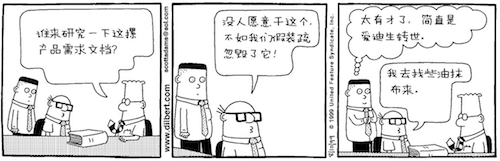 谁来研究一下这摞
产品需求文档？
www.dilbert.com
scottadams@aol.com
没人愿意干这个，
不如我们假装疏
忽毁了它！
© 1999 United Feature Syndicate, Inc.
太有才了，简直是
爱迪生转世。
我去找些油抹
布来。